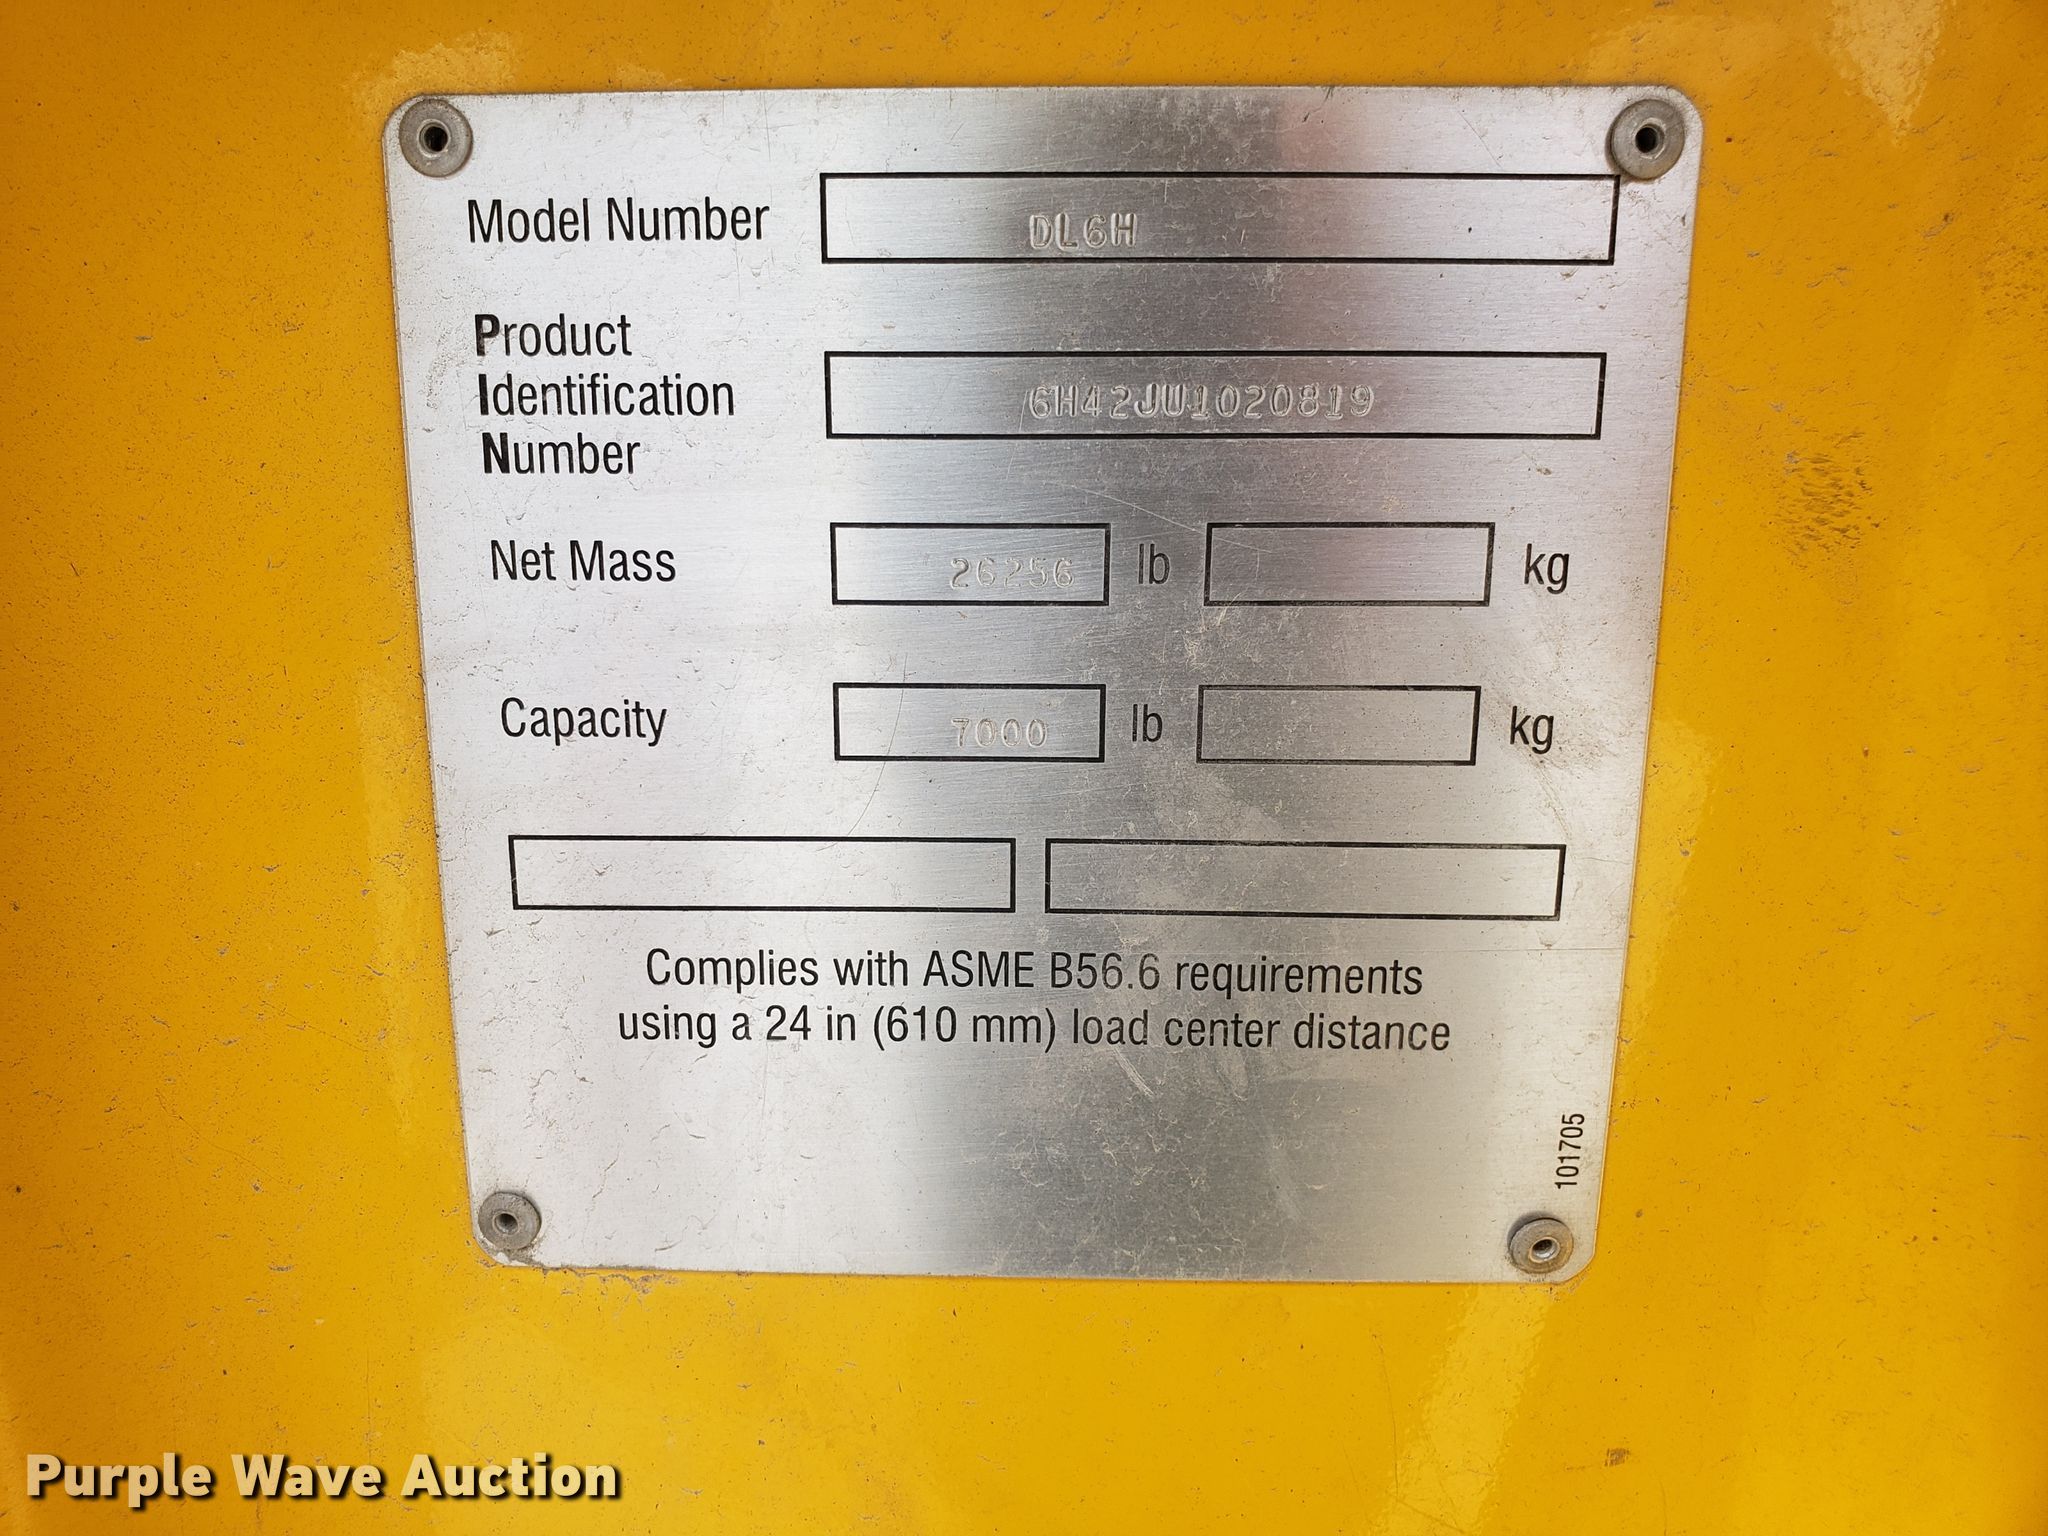 Model Number DL6H
Product
Identification 6H42JU1020819
Number
Net Mass 26256 lb kg
Capacity 7000 lb kg
Complies with ASME B56.6 requirements
using a 24 in (610 mm) load center distance
101705
Purple Wave Auction